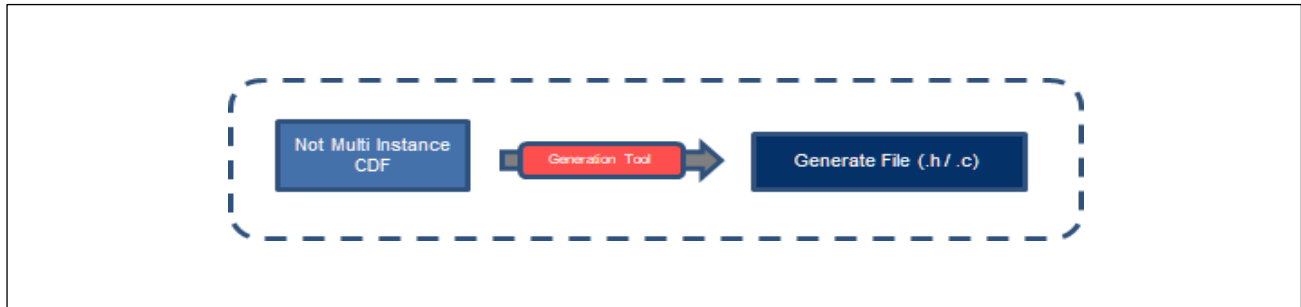 Not Multi Instance
CDF
Generation Tool
Generate File (.h / .c)